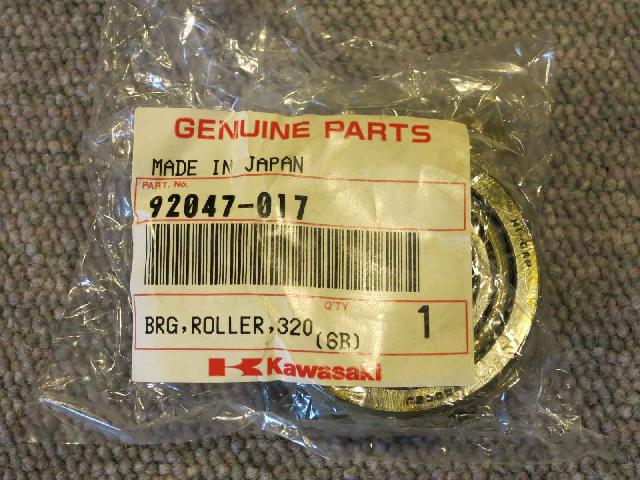 GENUINE PARTS
MADE IN JAPAN
PART. No.
92047-017
Q'TY
BRG,ROLLER,320 1
(6B)
Kawasaki